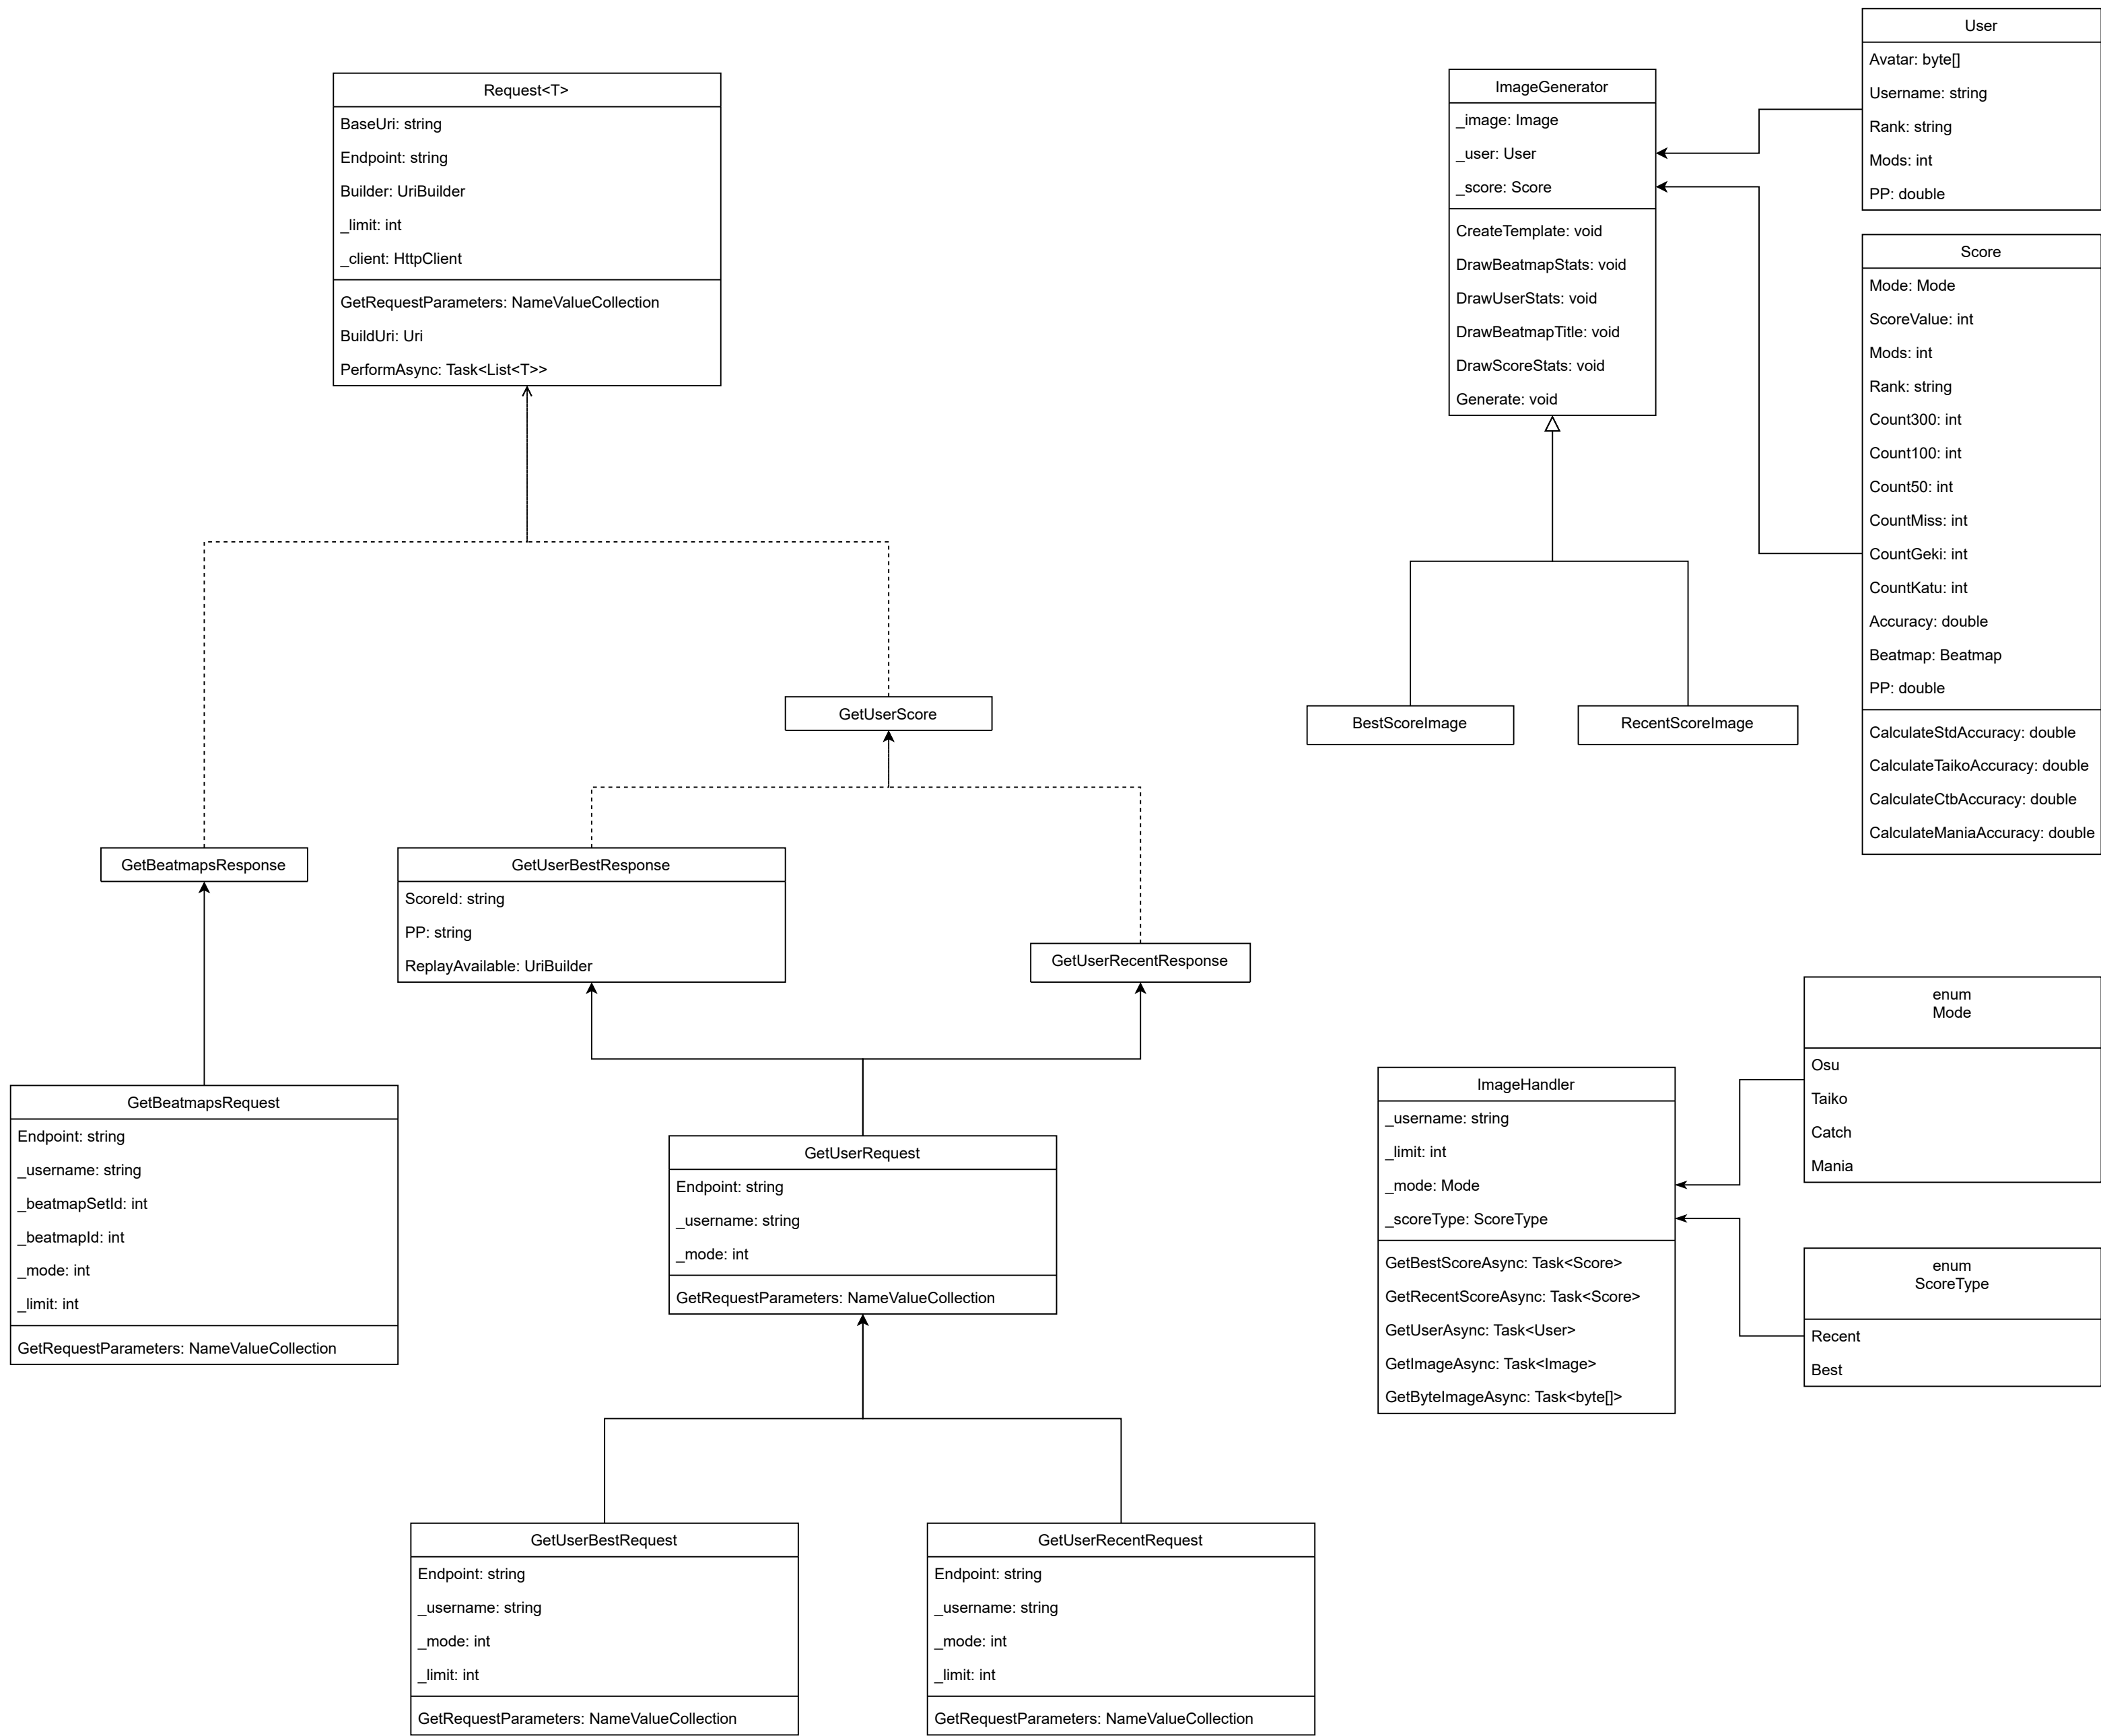 Request<T>
BaseUri: string
Endpoint: string
Builder: UriBuilder
_limit: int
_client: HttpClient
GetRequestParameters: NameValueCollection
BuildUri: Uri
PerformAsync: Task<List<T>>
ImageGenerator
_image: Image
_user: User
_score: Score
CreateTemplate: void
DrawBeatmapStats: void
DrawUserStats: void
DrawBeatmapTitle: void
DrawScoreStats: void
Generate: void
User
Avatar: byte[]
Username: string
Rank: string
Mods: int
PP: double
Score
Mode: Mode
ScoreValue: int
Mods: int
Rank: string
Count300: int
Count100: int
Count50: int
CountMiss: int
CountGeki: int
CountKatu: int
Accuracy: double
Beatmap: Beatmap
PP: double
CalculateStdAccuracy: double
CalculateTaikoAccuracy: double
CalculateCtbAccuracy: double
CalculateManiaAccuracy: double
GetUserScore
BestScoreImage
RecentScoreImage
GetBeatmapsResponse
GetUserBestResponse
ScoreId: string
PP: string
ReplayAvailable: UriBuilder
GetUserRecentResponse
GetBeatmapsRequest
Endpoint: string
_username: string
_beatmapSetId: int
_beatmapId: int
_mode: int
_limit: int
GetRequestParameters: NameValueCollection
GetUserRequest
Endpoint: string
_username: string
_mode: int
GetRequestParameters: NameValueCollection
ImageHandler
_username: string
_limit: int
_mode: Mode
_scoreType: ScoreType
GetBestScoreAsync: Task<Score>
GetRecentScoreAsync: Task<Score>
GetUserAsync: Task<User>
GetImageAsync: Task<Image>
GetByteImageAsync: Task<byte[]>
enum
Mode
Osu
Taiko
Catch
Mania
enum
ScoreType
Recent
Best
GetUserBestRequest
Endpoint: string
_username: string
_mode: int
_limit: int
GetRequestParameters: NameValueCollection
GetUserRecentRequest
Endpoint: string
_username: string
_mode: int
_limit: int
GetRequestParameters: NameValueCollection